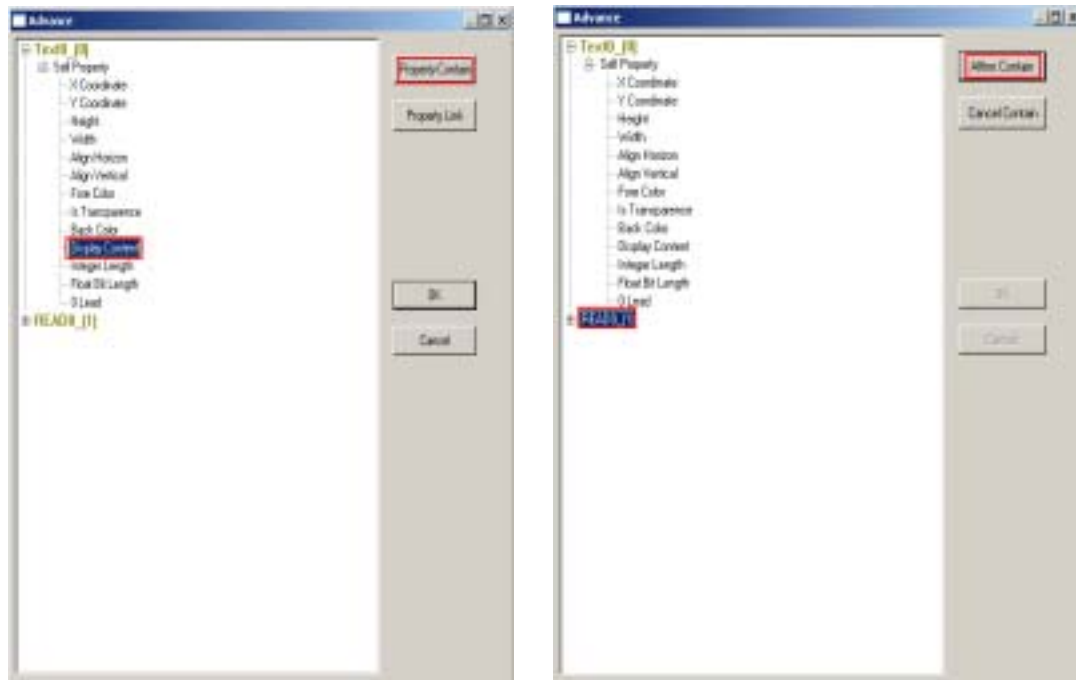 Advance
Text0_[0]
Self Property
X Coordinate
Y Coordinate
Height
Width
Align Horizon
Align Vertical
Fore Color
Is Transparence
Back Color
Display Content
Integer Length
Float Bit Length
0 Lead
READ0_[1]
Property Contain
Property Link
OK
Cancel
Advance
Text0_[0]
Self Property
X Coordinate
Y Coordinate
Height
Width
Align Horizon
Align Vertical
Fore Color
Is Transparence
Back Color
Display Content
Integer Length
Float Bit Length
0 Lead
Contain
Cancel Contain
OK
Cancel